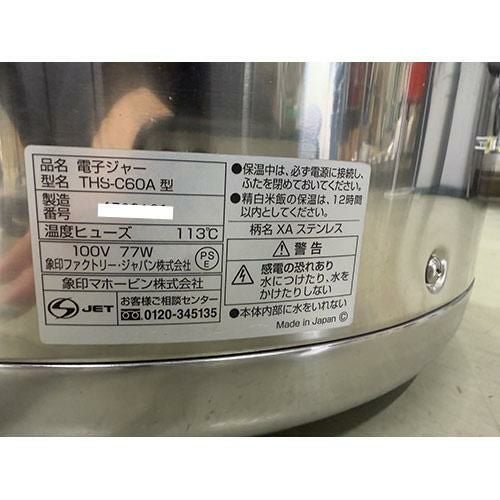 品名 電子ジャー
型名 THS-C60A 型
製造
番号
温度ヒューズ 113℃
100V 77W
PS
E
象印ファクトリー・ジャパン株式会社
象印マホービン株式会社
JET
お客様ご相談センター
0120-345135
●保温中は、必ず電源に接続し、
ふたを閉めておいてください。
●精白米飯の保温は、12時間
以内としてください。
柄名 XA ステンレス
⚠警告
感電の恐れあり
水につけたり、水を
かけたりしない
●本体内部に水をいれない
Made in Japan Ⓒ